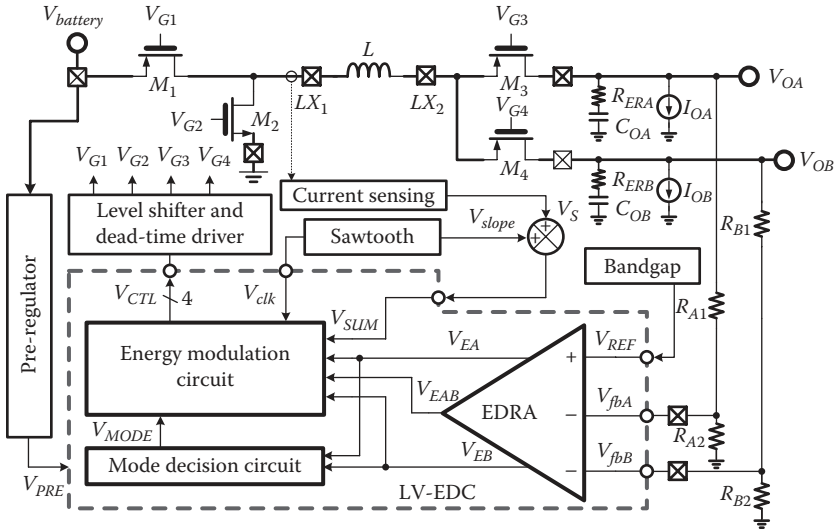 V_battery
V_G1
V_G3
L
M_1
LX_1
LX_2
M_3
V_OA
V_G2
M_2
V_G4
R_ERA
C_OA
I_OA
M_4
V_OB
V_G1 V_G2 V_G3 V_G4
Current sensing
R_ERB
C_OB
I_OB
R_B1
Level shifter and
dead-time driver
V_slope
V_S
+
+
Sawtooth
Bandgap
Pre-regulator
V_CTL
4
V_clk
V_SUM
R_A1
Energy modulation
circuit
V_EA
+
V_REF
V_EAB
EDRA
−
V_fbA
V_MODE
R_A2
Mode decision circuit
V_EB
−
V_fbB
V_PRE
LV-EDC
R_B2